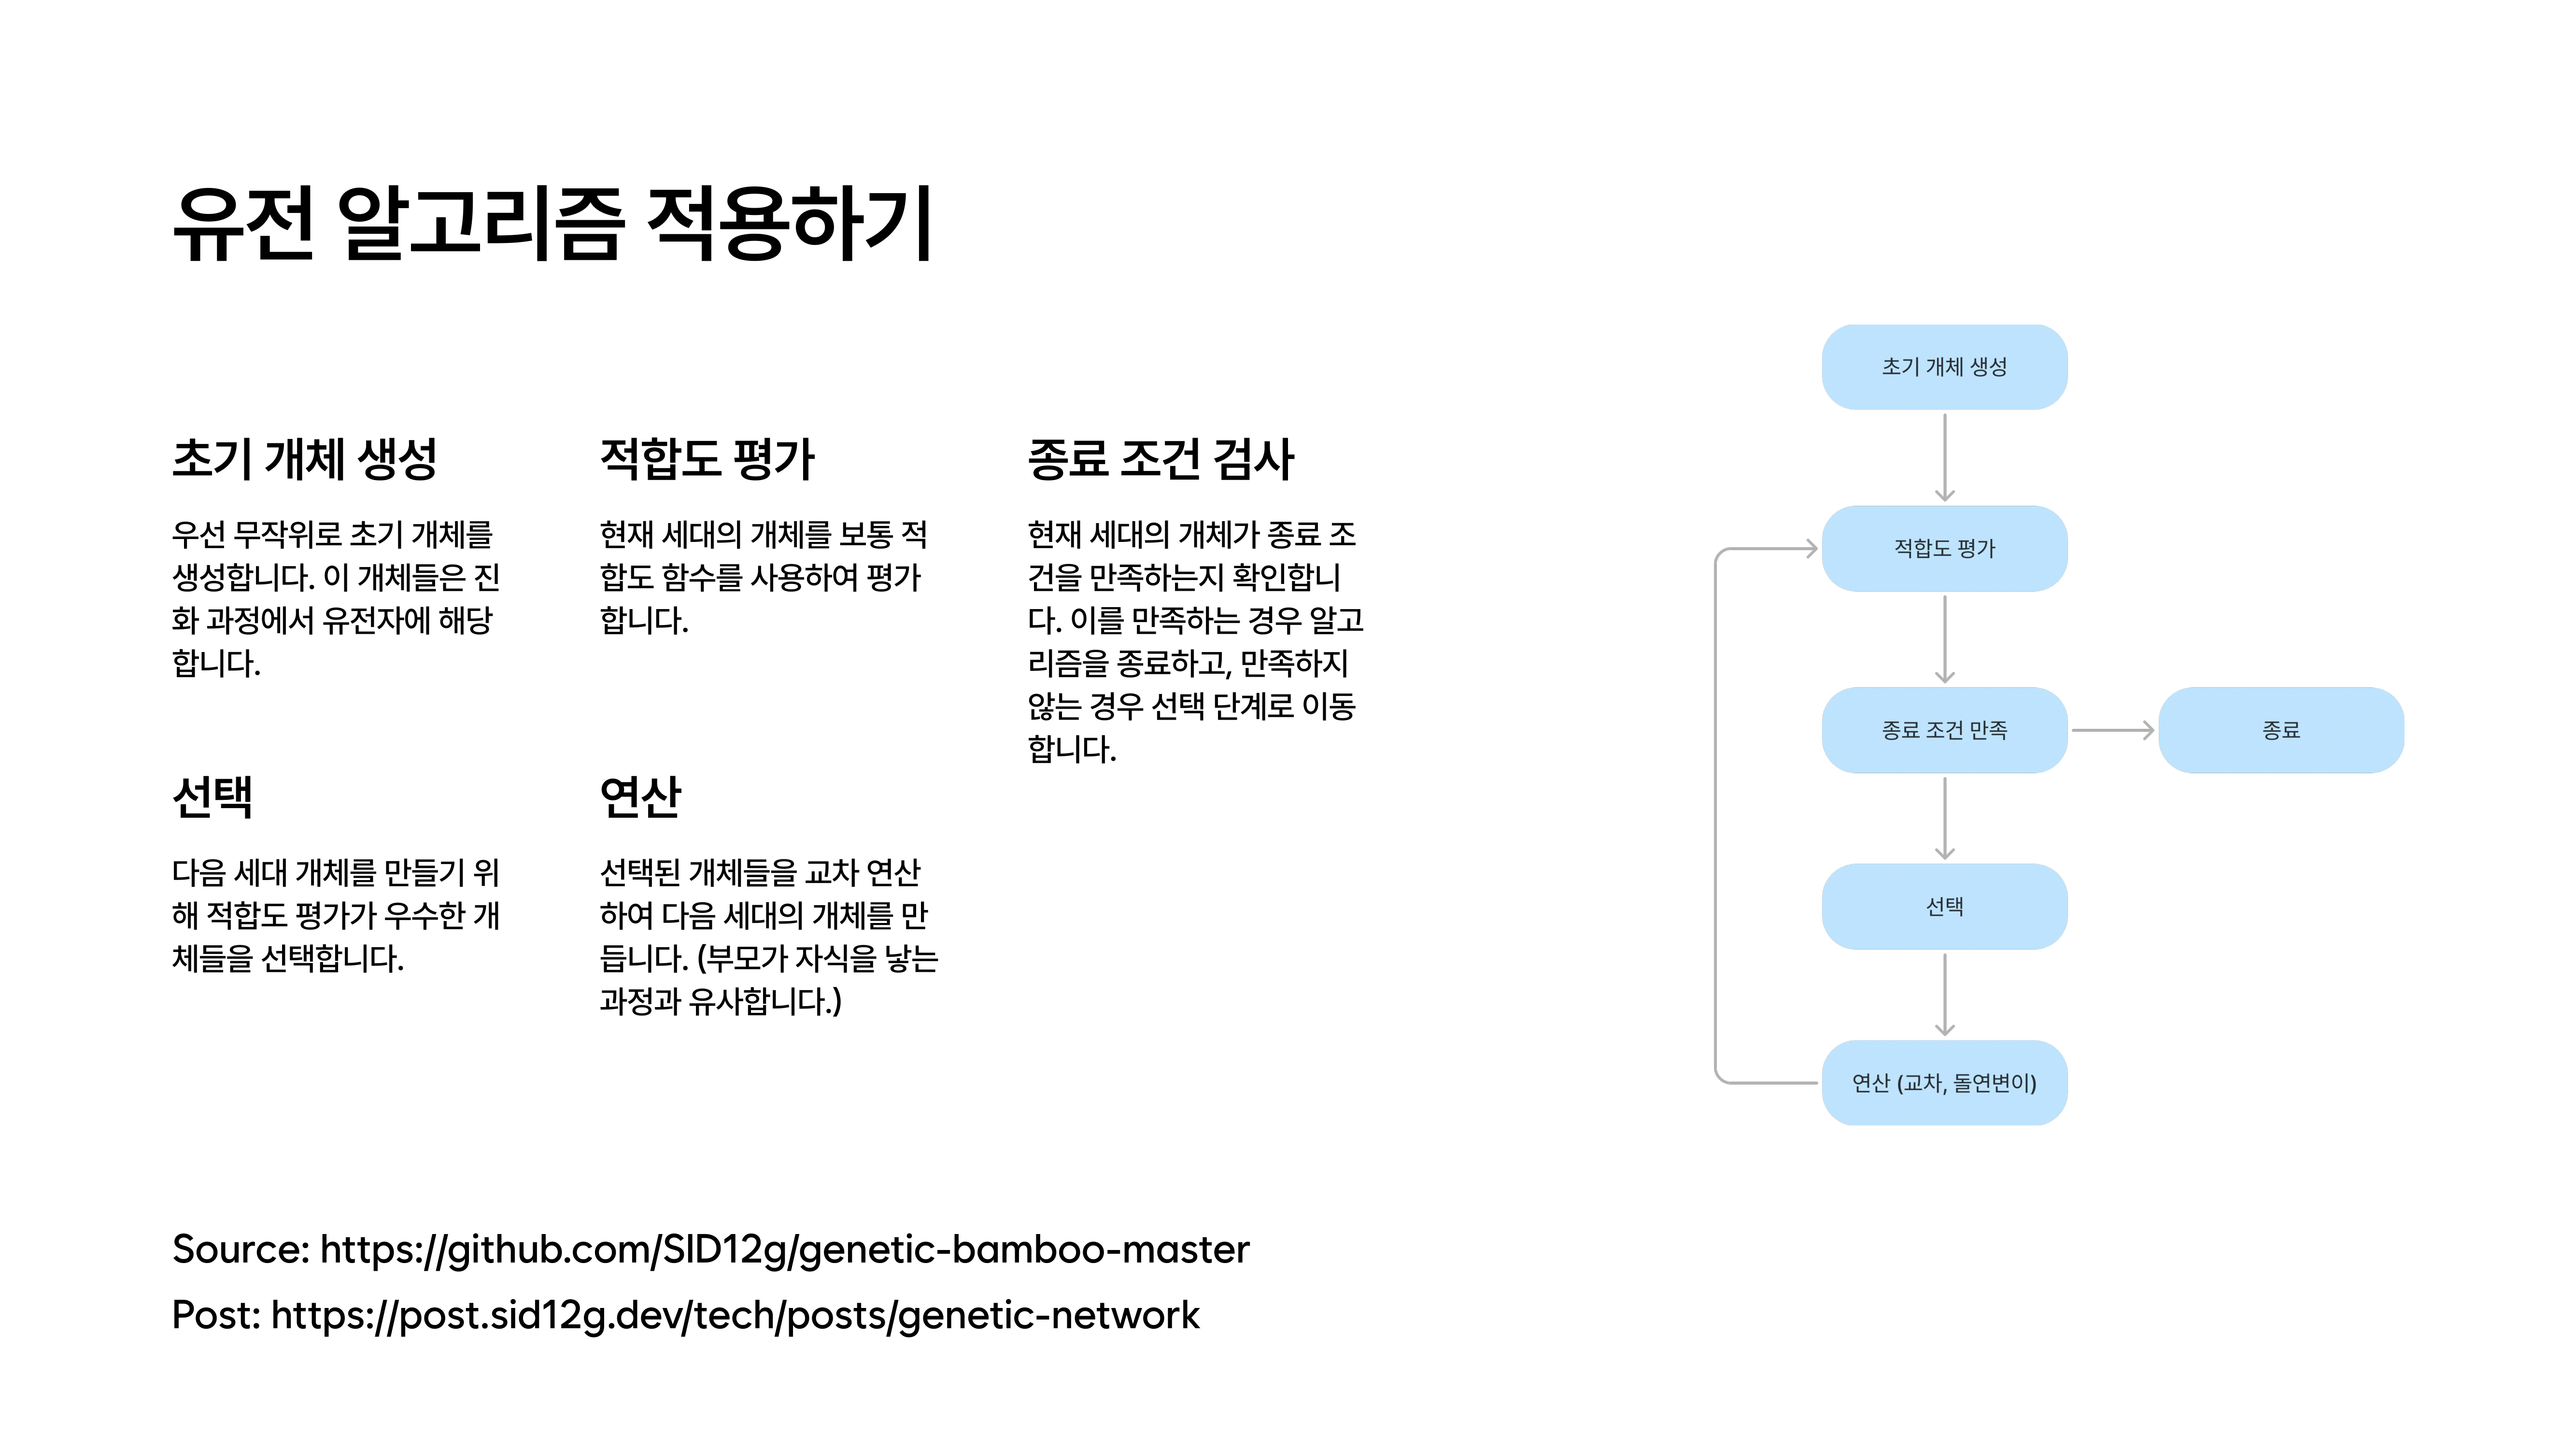 유전 알고리즘 적용하기
초기 개체 생성
우선 무작위로 초기 개체를
생성합니다. 이 개체들은 진
화 과정에서 유전자에 해당
합니다.
적합도 평가
현재 세대의 개체를 보통 적
합도 함수를 사용하여 평가
합니다.
종료 조건 검사
현재 세대의 개체가 종료 조
건을 만족하는지 확인합니
다. 이를 만족하는 경우 알고
리즘을 종료하고, 만족하지
않는 경우 선택 단계로 이동
합니다.
선택
다음 세대 개체를 만들기 위
해 적합도 평가가 우수한 개
체들을 선택합니다.
연산
선택된 개체들을 교차 연산
하여 다음 세대의 개체를 만
듭니다. (부모가 자식을 낳는
과정과 유사합니다.)
초기 개체 생성
적합도 평가
종료 조건 만족
종료
선택
연산 (교차, 돌연변이)
Source: https://github.com/SID12g/genetic-bamboo-master
Post: https://post.sid12g.dev/tech/posts/genetic-network